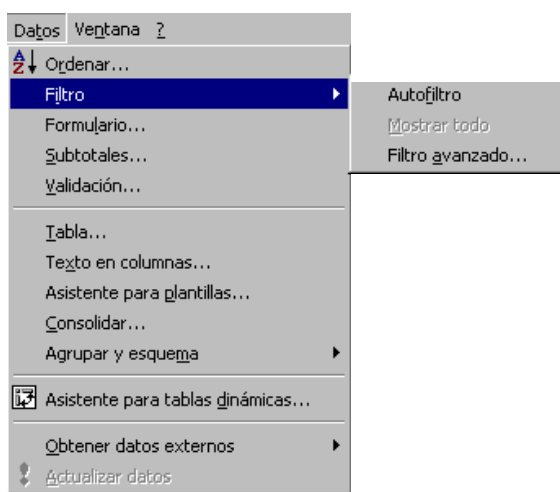 Datos Ventana ?
Ordenar...
Filtro
Autofiltro
Formulario...
Mostrar todo
Subtotales...
Filtro avanzado...
Validación...
Tabla...
Texto en columnas...
Asistente para plantillas...
Consolidar...
Agrupar y esquema
Asistente para tablas dinámicas...
Obtener datos externos
Actualizar datos